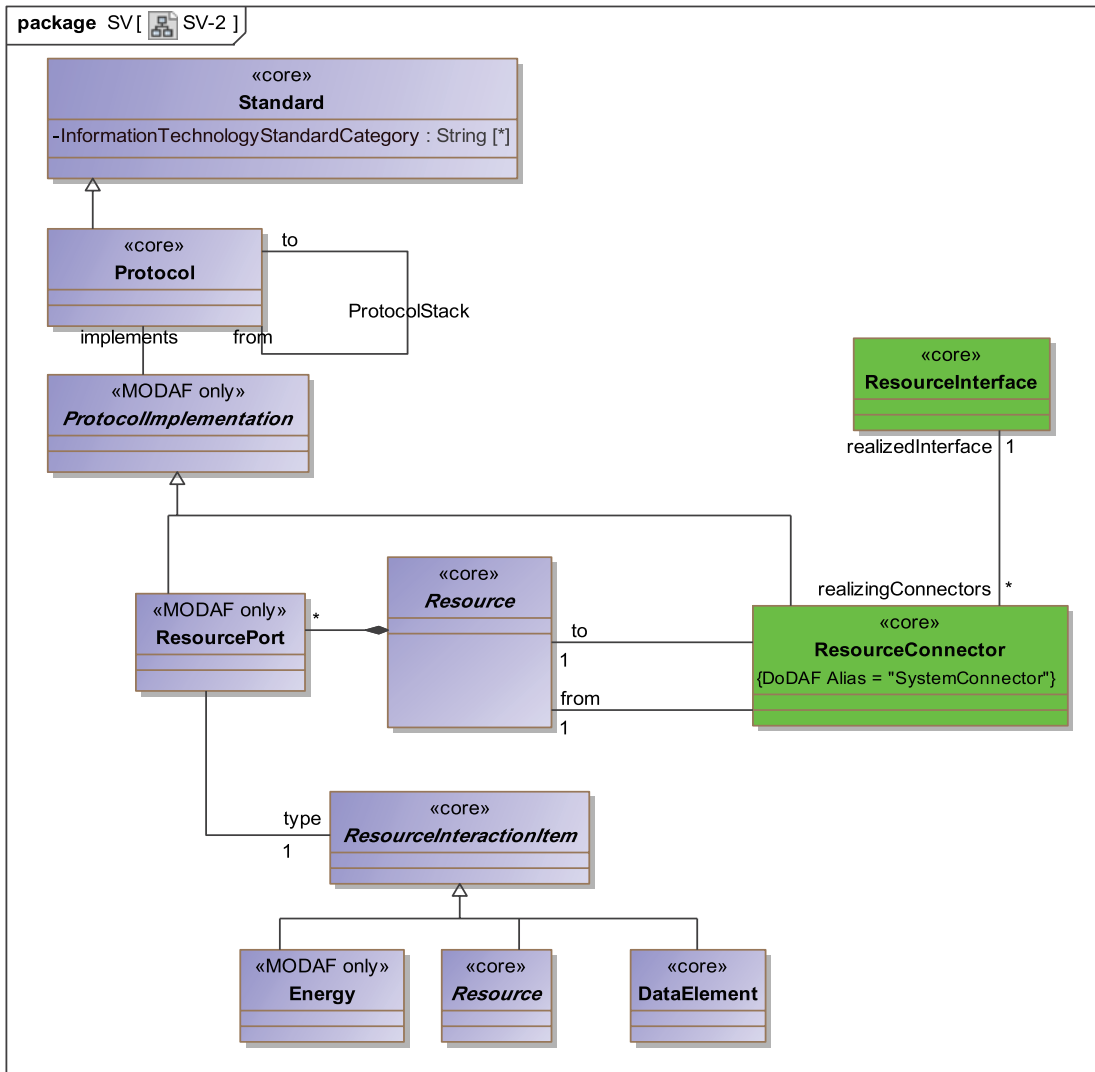 package SV[ SV-2 ]
«core»
Standard
-InformationTechnologyStandardCategory : String [*]
«core»
Protocol
to
ProtocolStack
implements
from
«MODAF only»
ProtocolImplementation
«core»
ResourceInterface
realizedInterface
1
realizingConnectors
*
«MODAF only»
ResourcePort
*
«core»
Resource
to
1
from
1
«core»
ResourceConnector
{DoDAF Alias = "SystemConnector"}
type
1
«core»
ResourceInteractionItem
«MODAF only»
Energy
«core»
Resource
«core»
DataElement